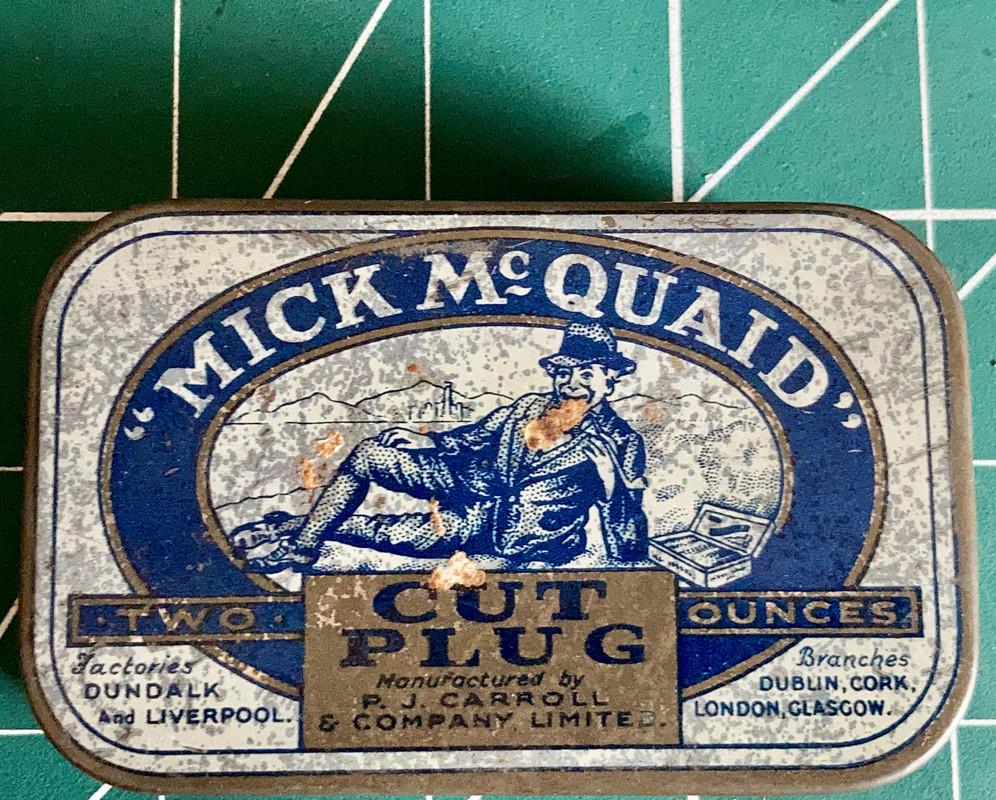 “MICK McQUAID”
· TWO · OUNCES.
CUT
PLUG
Manufactured by
P. J. CARROLL
& COMPANY, LIMITED.
Factories
DUNDALK
And LIVERPOOL.
Branches
DUBLIN, CORK,
LONDON, GLASGOW.